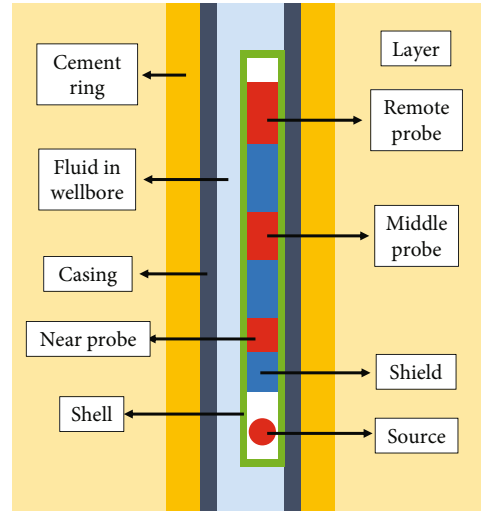 Cement
ring
Layer
Remote
probe
Fluid in
wellbore
Middle
probe
Casing
Near probe
Shield
Shell
Source